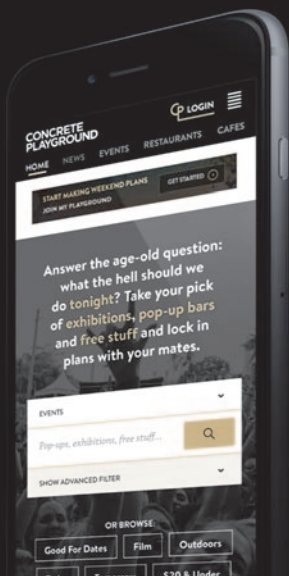 CONCRETE
PLAYGROUND
CP LOGIN
HOME NEWS EVENTS RESTAURANTS CAFES
START MAKING WEEKEND PLANS
JOIN MY PLAYGROUND
GET STARTED
Answer the age-old question:
what the hell should we
do tonight? Take your pick
of exhibitions, pop-up bars
and free stuff and lock in
plans with your mates.
EVENTS
Pop-ups, exhibitions, free stuff...
SHOW ADVANCED FILTER
OR BROWSE
Good For Dates Film Outdoors
$20 & Under